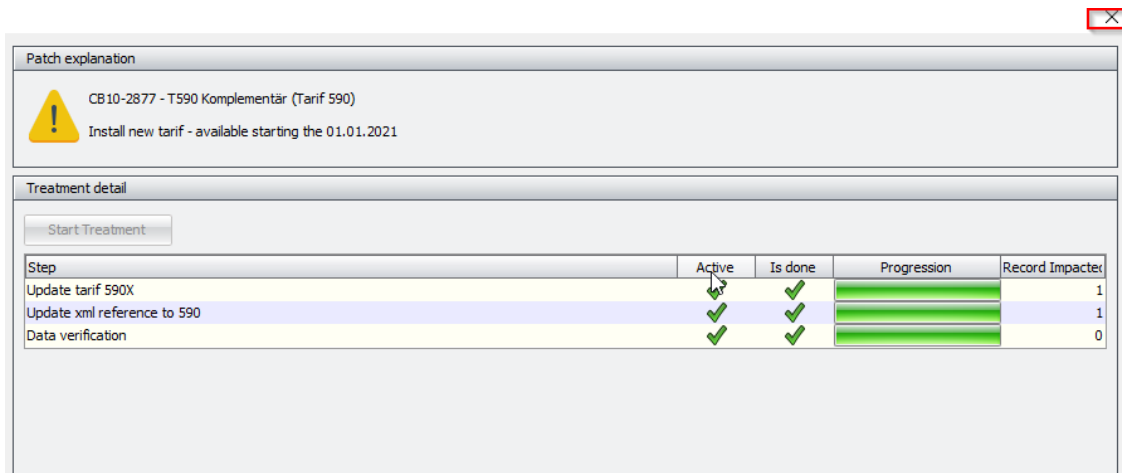 Patch explanation
CB10-2877 - T590 Komplementär (Tarif 590)
Install new tarif - available starting the 01.01.2021
Treatment detail
Start Treatment
Step Active Is done Progression Record Impacted
Update tarif 590X 1
Update xml reference to 590 1
Data verification 0